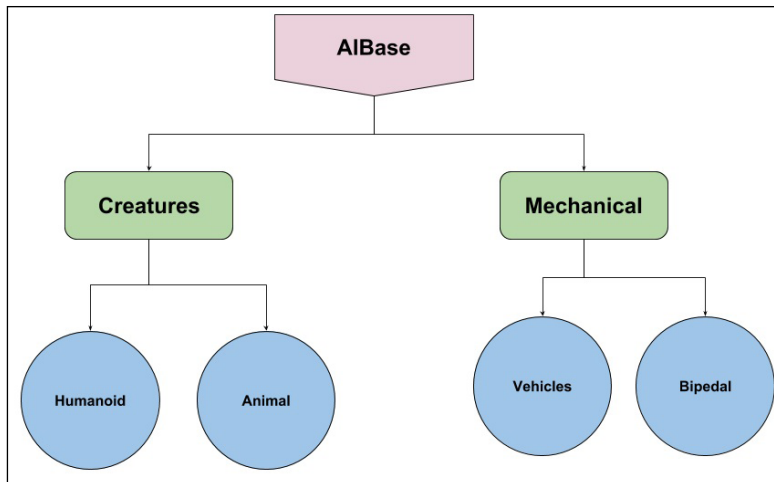 AIBase
Creatures
Mechanical
Humanoid
Animal
Vehicles
Bipedal